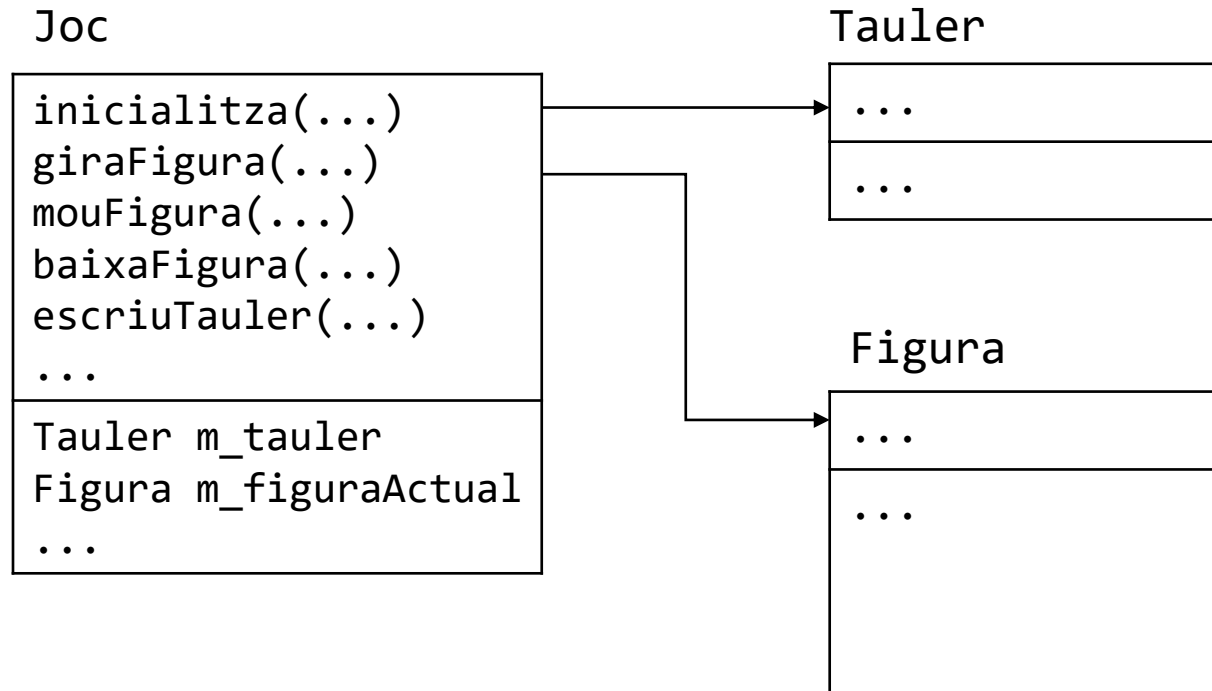 Joc
inicialitza(...)
giraFigura(...)
mouFigura(...)
baixaFigura(...)
escriuTauler(...)
...
Tauler m_tauler
Figura m_figuraActual
...
Tauler
...
...
Figura
...
...